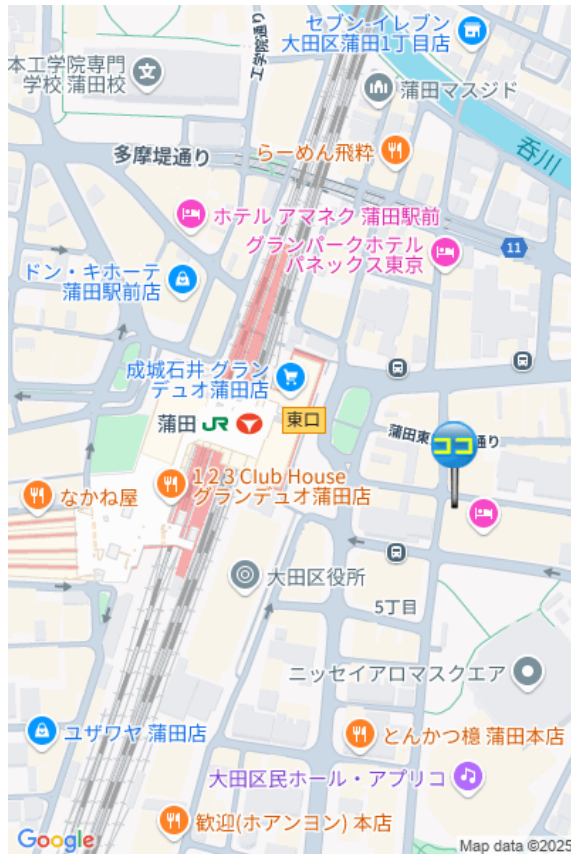 セブン-イレブン
大田区蒲田1丁目店
工学院通り
本工学院専門
学校 蒲田校
蒲田マスジド
多摩堤通り
らーめん飛粋
呑川
ホテル アマネク 蒲田駅前
グランパークホテル
パネックス東京
11
ドン・キホーテ
蒲田駅前店
成城石井 グラン
デュオ蒲田店
蒲田 JR
東口
蒲田東
通り
ココ
1 2 3 Club House
グランデュオ蒲田店
なかね屋
大田区役所
5丁目
ニッセイアロマスクエア
ユザワヤ 蒲田店
とんかつ檍 蒲田本店
大田区民ホール・アプリコ
歓迎(ホアンヨン) 本店
Google
Map data ©2025